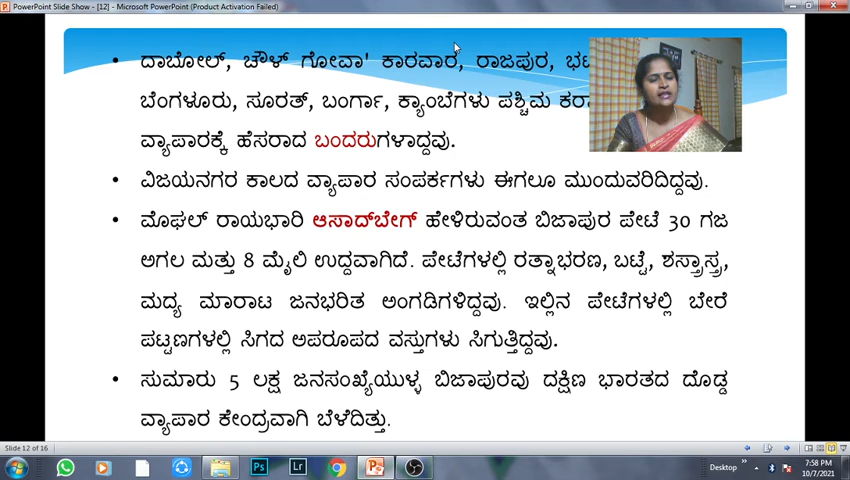 PowerPoint Slide Show - [12] - Microsoft PowerPoint (Product Activation Failed)
• ದಾಬೋಲ್, ಚೌಳ್ ಗೋವಾ' ಕಾರವಾರ, ರಾಜಪುರ,
ಬೆಂಗಳೂರು, ಸೂರತ್, ಬಂರ್ಗಾ, ಕ್ಯಾಂಬೆಗಳು ಪಶ್ಚಿಮ
ವ್ಯಾಪಾರಕ್ಕೆ ಹೆಸರಾದ ಬಂದರುಗಳಾದ್ದವು.
• ವಿಜಯನಗರ ಕಾಲದ ವ್ಯಾಪಾರ ಸಂಪರ್ಕಗಳು ಈಗಲೂ ಮುಂದುವರಿದಿದ್ದವು.
• ಮೊಘಲ್ ರಾಯಭಾರಿ ಆಸಾದ್‌ಬೇಗ್ ಹೇಳಿರುವಂತ ಬಿಜಾಪುರ ಪೇಟೆ 30 ಗಜ
ಅಗಲ ಮತ್ತು 8 ಮೈಲಿ ಉದ್ದವಾಗಿದೆ. ಪೇಟೆಗಳಲ್ಲಿ ರತ್ನಾಭರಣ, ಬಟ್ಟೆ, ಶಸ್ತ್ರಾಸ್ತ್ರ,
ಮದ್ಯ ಮಾರಾಟ ಜನಭರಿತ ಅಂಗಡಿಗಳಿದ್ದವು. ಇಲ್ಲಿನ ಪೇಟೆಗಳಲ್ಲಿ ಬೇರೆ
ಪಟ್ಟಣಗಳಲ್ಲಿ ಸಿಗದ ಅಪರೂಪದ ವಸ್ತುಗಳು ಸಿಗುತ್ತಿದ್ದವು.
• ಸುಮಾರು 5 ಲಕ್ಷ ಜನಸಂಖ್ಯೆಯುಳ್ಳ ಬಿಜಾಪುರವು ದಕ್ಷಿಣ ಭಾರತದ ದೊಡ್ಡ
ವ್ಯಾಪಾರ ಕೇಂದ್ರವಾಗಿ ಬೆಳೆದಿತ್ತು.
Slide 12 of 16
Ps Lr Desktop 7:58 PM
10/7/2021